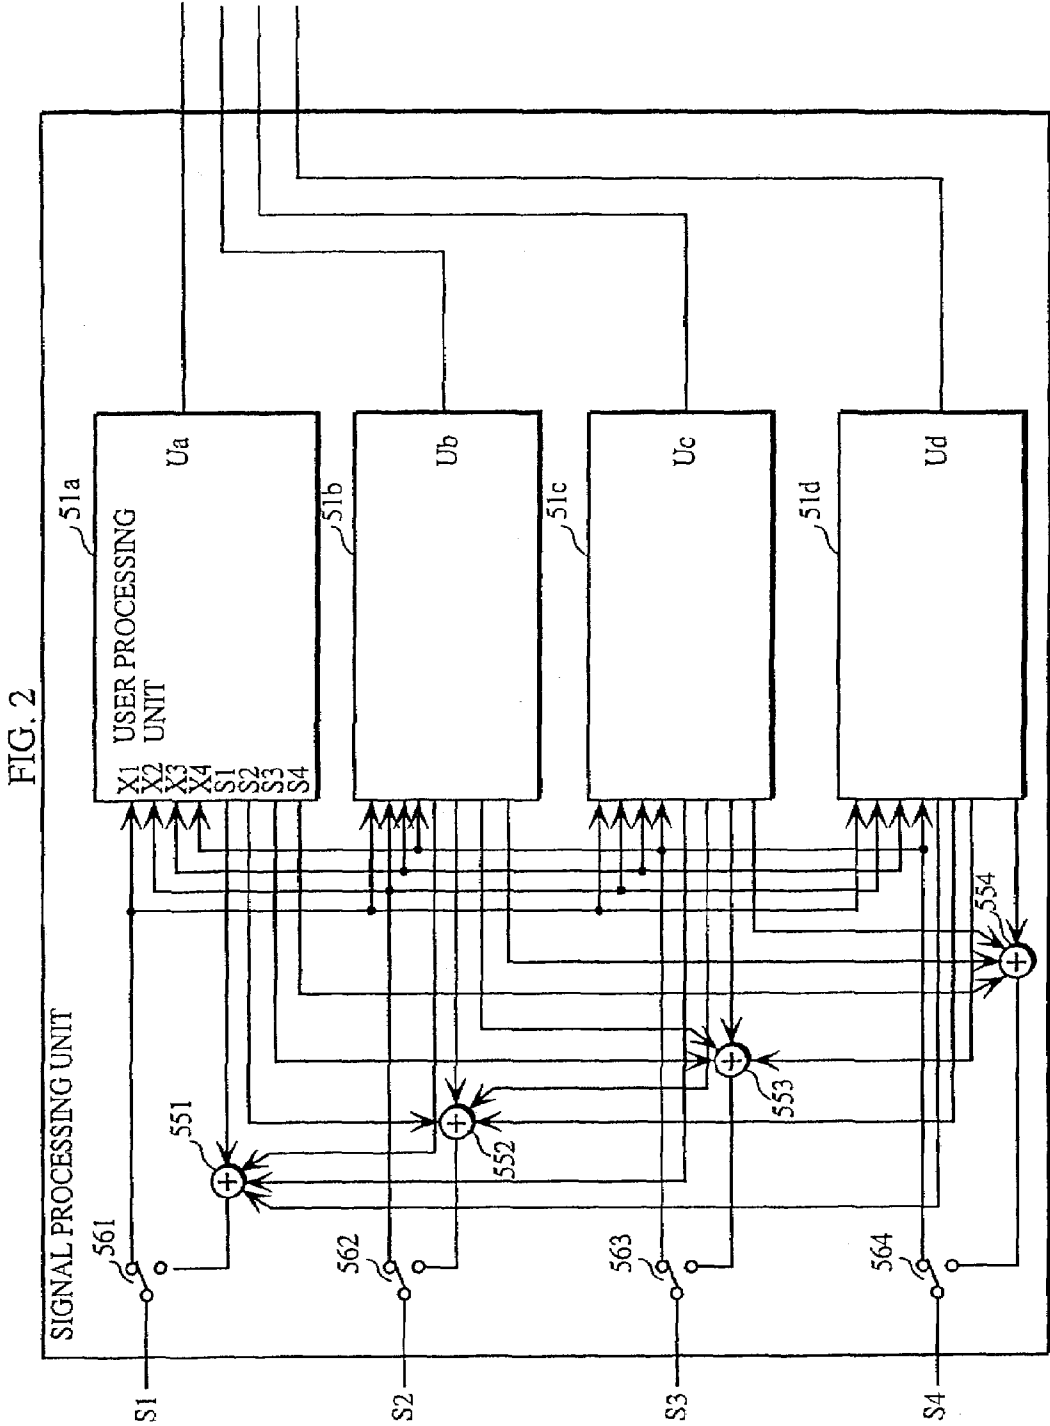 FIG. 2
SIGNAL PROCESSING UNIT
51a
USER PROCESSING
UNIT
Ua
X1
X2
X3
X4
S1
S2
S3
S4
51b
Ub
51c
Uc
51d
Ud
551
552
553
554
561
562
563
564
S1
S2
S3
S4